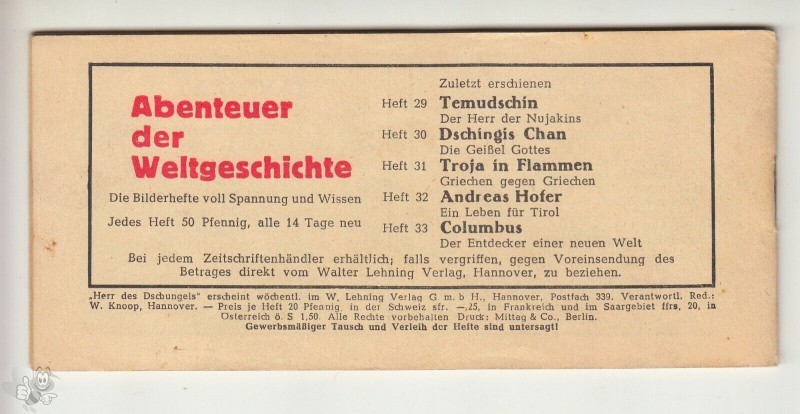 Abenteuer
der
Weltgeschichte
Die Bilderhefte voll Spannung und Wissen
Jedes Heft 50 Pfennig, alle 14 Tage neu
Zuletzt erschienen
Heft 29 Temudschin
Der Herr der Nujakins
Heft 30 Dschingis Chan
Die Geißel Gottes
Heft 31 Troja in Flammen
Griechen gegen Griechen
Heft 32 Andreas Hofer
Ein Leben für Tirol
Heft 33 Columbus
Der Entdecker einer neuen Welt
Bei jedem Zeitschriftenhändler erhältlich; falls vergriffen, gegen Voreinsendung des
Betrages direkt vom Walter Lehning Verlag, Hannover, zu beziehen.
„Herr des Dschungels" erscheint wöchentl. im W. Lehning Verlag G. m b H., Hannover, Postfach 339. Verantwortl. Red.:
W. Knoop, Hannover. — Preis je Heft 20 Pfennig, in der Schweiz sfr. —.25, in Frankreich und im Saargebiet ffrs, 20, in
Osterreich ö. S 1,50. Alle Rechte vorbehalten Druck: Mittag & Co., Berlin.
Gewerbsmäßiger Tausch und Verleih der Hefte sind untersagt!